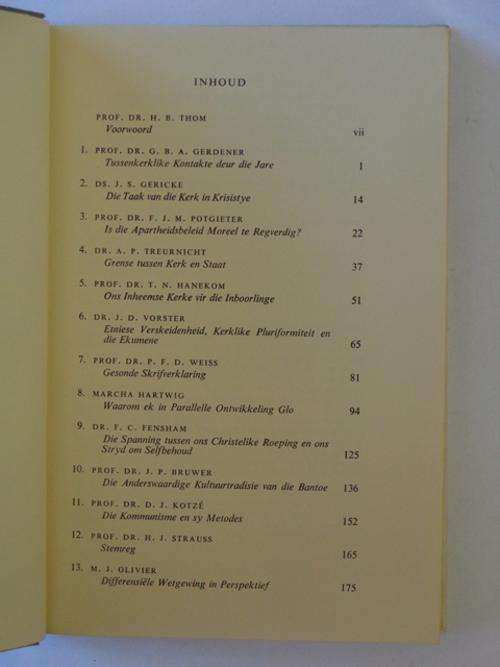 INHOUD
PROF. DR. H. B. THOM
Voorwoord vii
1. PROF. DR. G. B. A. GERDENER
Tussenkerklike Kontakte deur die Jare 1
2. DS. J. S. GERICKE
Die Taak van die Kerk in Krisistye 14
3. PROF. DR. F. J. M. POTGIETER
Is die Apartheidsbeleid Moreel te Regverdig? 22
4. DR. A. P. TREURNICHT
Grense tussen Kerk en Staat 37
5. PROF. DR. T. N. HANEKOM
Ons Inheemse Kerke vir die Inboorlinge 51
6. DR. J. D. VORSTER
Etniese Verskeidenheid, Kerklike Pluriformiteit en
die Ekumene 65
7. PROF. DR. P. F. D. WEISS
Gesonde Skrifverklaring 81
8. MARCHA HARTWIG
Waarom ek in Parallelle Ontwikkeling Glo 94
9. DR. F. C. FENSHAM
Die Spanning tussen ons Christelike Roeping en ons
Stryd om Selfbehoud 125
10. PROF. DR. J. P. BRUWER
Die Anderswaardige Kultuurtradisie van die Bantoe 136
11. PROF. DR. D. J. KOTZÉ
Die Kommunisme en sy Metodes 152
12. PROF. DR. H. J. STRAUSS
Stemreg 165
13. M. J. OLIVIER
Differensiële Wetgewing in Perspektief 175